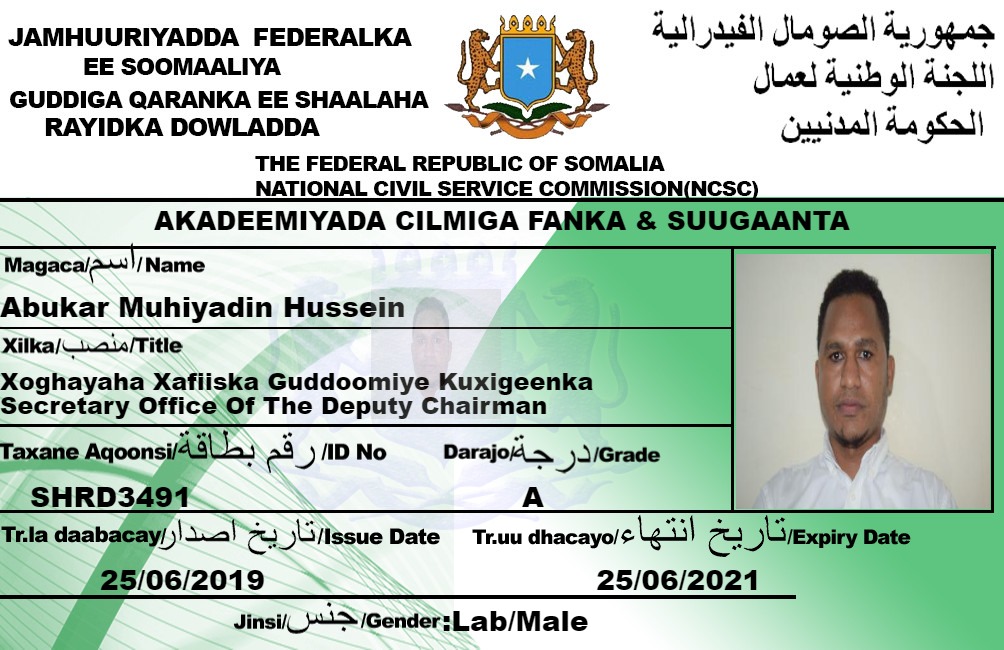 JAMHUURIYADDA FEDERALKA
EE SOOMAALIYA
GUDDIGA QARANKA EE SHAALAHA
RAYIDKA DOWLADDA
جمهورية الصومال الفيدرالية
اللجنة الوطنية لعمال
الحكومة المدنيين
THE FEDERAL REPUBLIC OF SOMALIA
NATIONAL CIVIL SERVICE COMMISSION(NCSC)
AKADEEMIYADA CILMIGA FANKA & SUUGAANTA
Magaca/اسم/Name
Abukar Muhiyadin Hussein
Xilka/منصب/Title
Xoghayaha Xafiiska Guddoomiye Kuxigeenka
Secretary Office Of The Deputy Chairman
Taxane Aqoonsi/رقم بطاقة/ID No
SHRD3491
Darajo/درجة/Grade
A
Tr.la daabacay/تاريخ اصدار/Issue Date
25/06/2019
Tr.uu dhacayo/تاريخ انتهاء/Expiry Date
25/06/2021
Jinsi/جنس/Gender:Lab/Male